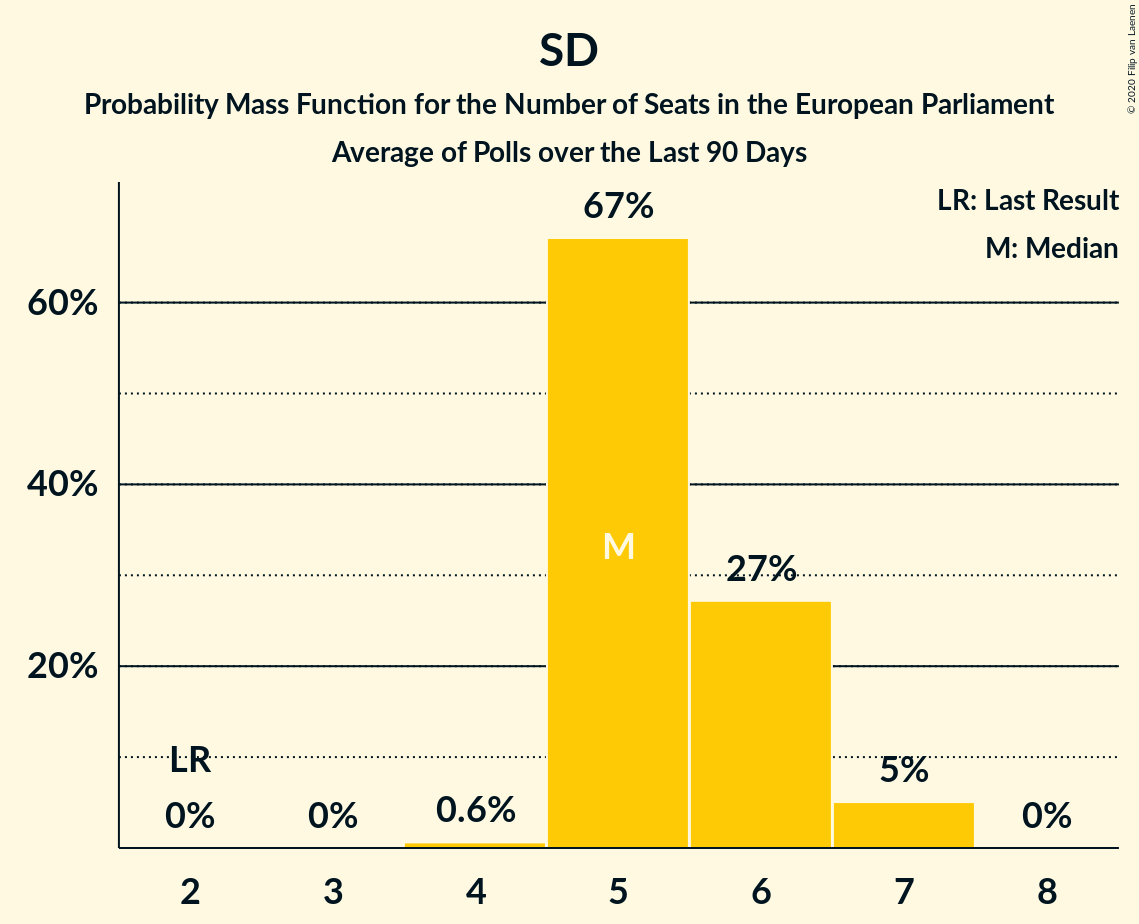 SD
Probability Mass Function for the Number of Seats in the European Parliament
Average of Polls over the Last 90 Days
© 2020 Filip van Laenen
LR: Last Result
M: Median
67%
60%
40%
20%
M
27%
LR
5%
0%
0%
0.6%
0%
2
3
4
5
6
7
8